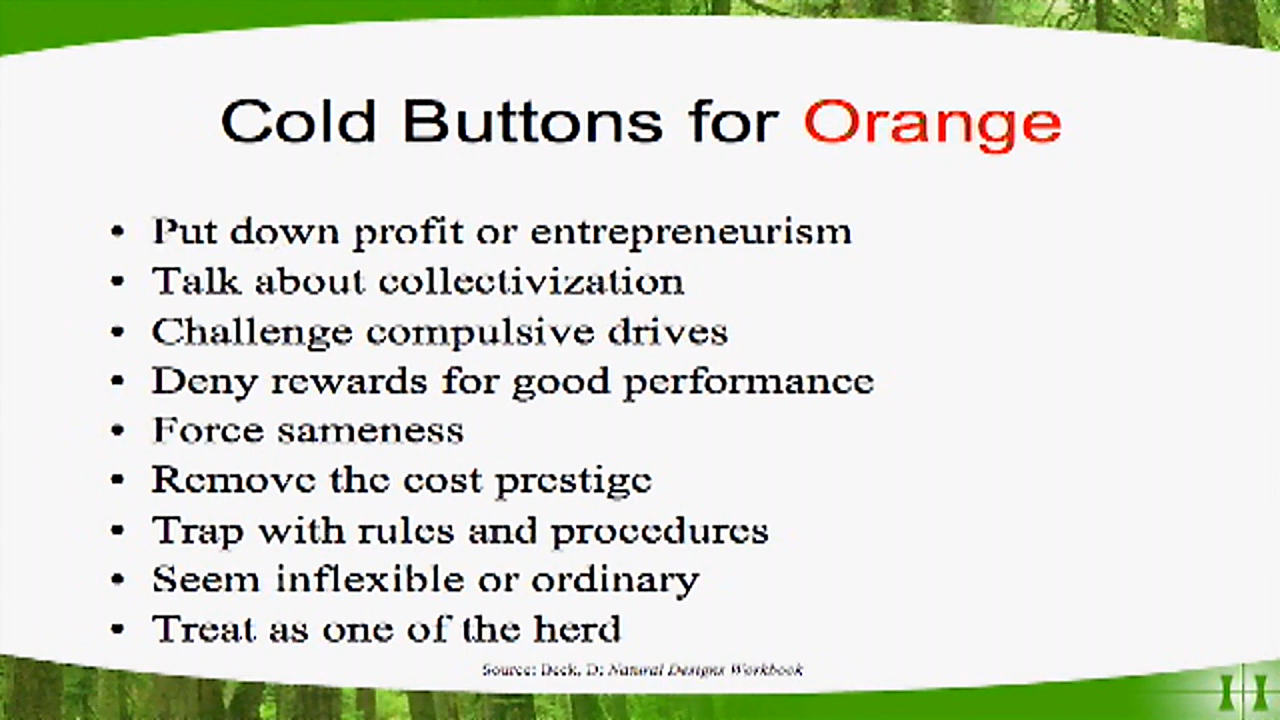 Cold Buttons for Orange
• Put down profit or entrepreneurism
• Talk about collectivization
• Challenge compulsive drives
• Deny rewards for good performance
• Force sameness
• Remove the cost prestige
• Trap with rules and procedures
• Seem inflexible or ordinary
• Treat as one of the herd
Source: Beck, D; Natural Designs Workbook